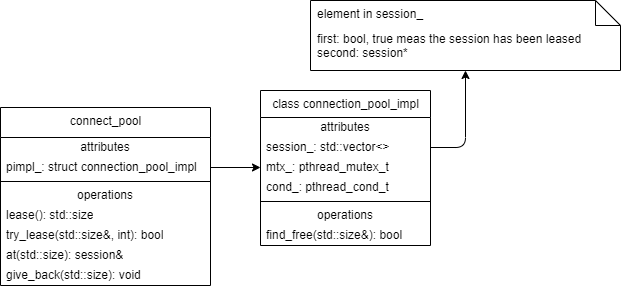 element in session_
first: bool, true meas the session has been leased
second: session*
connect_pool
attributes
pimpl_: struct connection_pool_impl
operations
lease(): std::size
try_lease(std::size&, int): bool
at(std::size): session&
give_back(std::size): void
class connection_pool_impl
attributes
session_: std::vector<>
mtx_: pthread_mutex_t
cond_: pthread_cond_t
operations
find_free(std::size&): bool